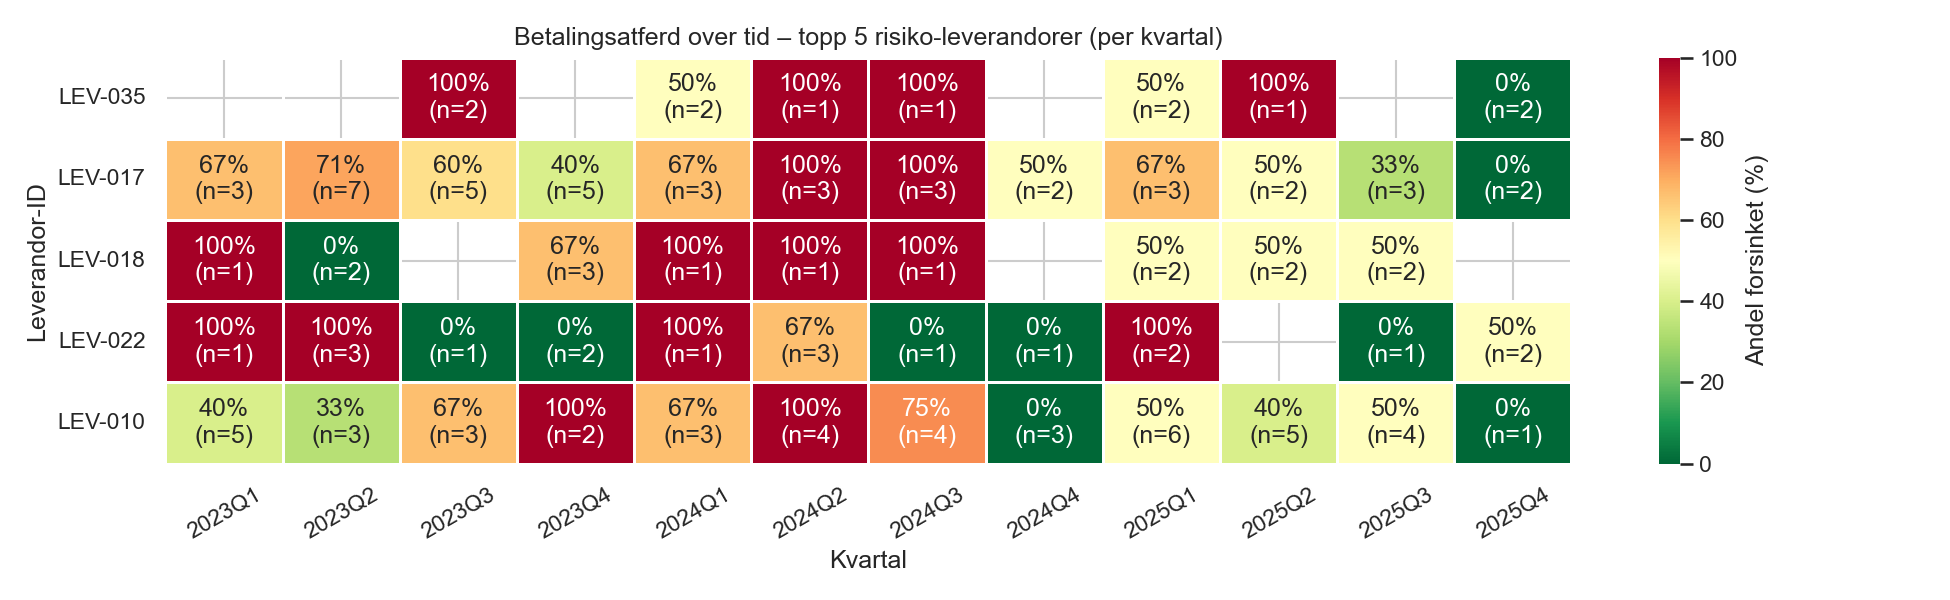 Betalingsatferd over tid – topp 5 risiko-leverandorer (per kvartal)
Leverandor-ID
LEV-035
100% 50% 100% 100% 50% 100% 0%
(n=2) (n=2) (n=1) (n=1) (n=2) (n=1) (n=2)
LEV-017
67% 71% 60% 40% 67% 100% 100% 50% 67% 50% 33% 0%
(n=3) (n=7) (n=5) (n=5) (n=3) (n=3) (n=3) (n=2) (n=3) (n=2) (n=3) (n=2)
LEV-018
100% 0% 67% 100% 100% 100% 50% 50% 50%
(n=1) (n=2) (n=3) (n=1) (n=1) (n=1) (n=2) (n=2) (n=2)
LEV-022
100% 100% 0% 0% 100% 67% 0% 0% 100% 0% 50%
(n=1) (n=3) (n=1) (n=2) (n=1) (n=3) (n=1) (n=1) (n=2) (n=1) (n=2)
LEV-010
40% 33% 67% 100% 67% 100% 75% 0% 50% 40% 50% 0%
(n=5) (n=3) (n=3) (n=2) (n=3) (n=4) (n=4) (n=3) (n=6) (n=5) (n=4) (n=1)
2023Q1 2023Q2 2023Q3 2023Q4 2024Q1 2024Q2 2024Q3 2024Q4 2025Q1 2025Q2 2025Q3 2025Q4
Kvartal
100
80
60
40
20
0
Andel forsinket (%)